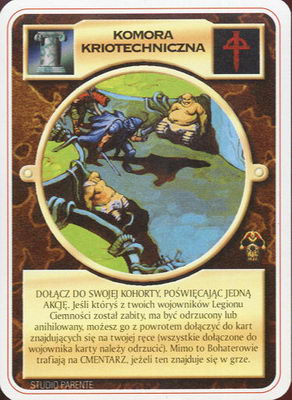 KOMORA
KRIOTECHNICZNA
DOŁĄCZ DO SWOJEJ KOHORTY, POŚWIĘCAJĄC JEDNĄ
AKCJĘ. Jeśli któryś z twoich wojowników Legionu
Ciemności został zabity, ma być odrzucony lub
anihilowany, możesz go z powrotem dołączyć do kart
znajdujących się na twojej ręce (wszystkie dołączone do
wojownika karty należy odrzucić). Mimo to Bohaterowie
trafiają na CMENTARZ, jeżeli ten znajduje się w grze.
STUDIO PARENTE